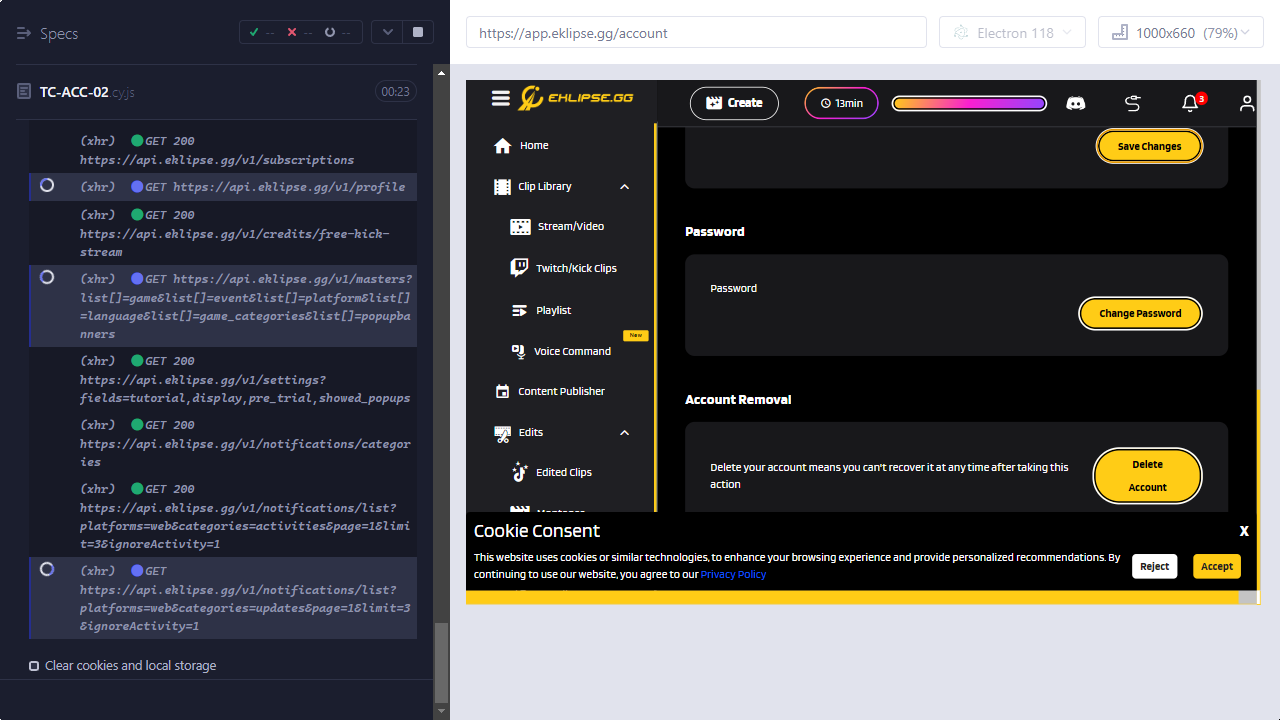 Specs
--
--
--
https://app.eklipse.gg/account
Electron 118
1000x660 (79%)
TC-ACC-02 cy.js
00:23
(xhr) GET 200
https://api.eklipse.gg/v1/subscriptions
(xhr) GET https://api.eklipse.gg/v1/profile
(xhr) GET 200
https://api.eklipse.gg/v1/credits/free-kick-
stream
(xhr) GET https://api.eklipse.gg/v1/masters?
list[]=game&list[]=event&list[]=platform&list[]
=language&list[]=game_categories&list[]=popupba
nners
(xhr) GET 200
https://api.eklipse.gg/v1/settings?
fields=tutorial,display,pre_trial,showed_popups
(xhr) GET 200
https://api.eklipse.gg/v1/notifications/categor
ies
(xhr) GET 200
https://api.eklipse.gg/v1/notifications/list?
platforms=web&categories=activities&page=1&limi
t=3&ignoreActivity=1
(xhr) GET
https://api.eklipse.gg/v1/notifications/list?
platforms=web&categories=updates&page=1&limit=3
&ignoreActivity=1
Clear cookies and local storage
EKLIPSE.GG
Create
13min
3
Home
Clip Library
Stream/Video
Twitch/Kick Clips
Playlist
New
Voice Command
Content Publisher
Edits
Edited Clips
Montage
Save Changes
Password
Password
Change Password
Account Removal
Delete your account means you can't recover it at any time after taking this
action
Delete
Account
Cookie Consent
X
This website uses cookies or similar technologies, to enhance your browsing experience and provide personalized recommendations. By
continuing to use our website, you agree to our Privacy Policy
Reject
Accept